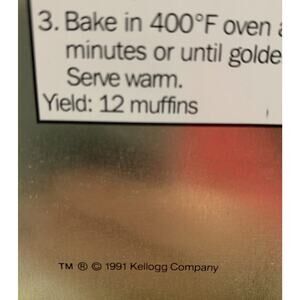 3. Bake in 400°F oven
minutes or until golde
Serve warm.
Yield: 12 muffins
TM ® © 1991 Kellogg Company